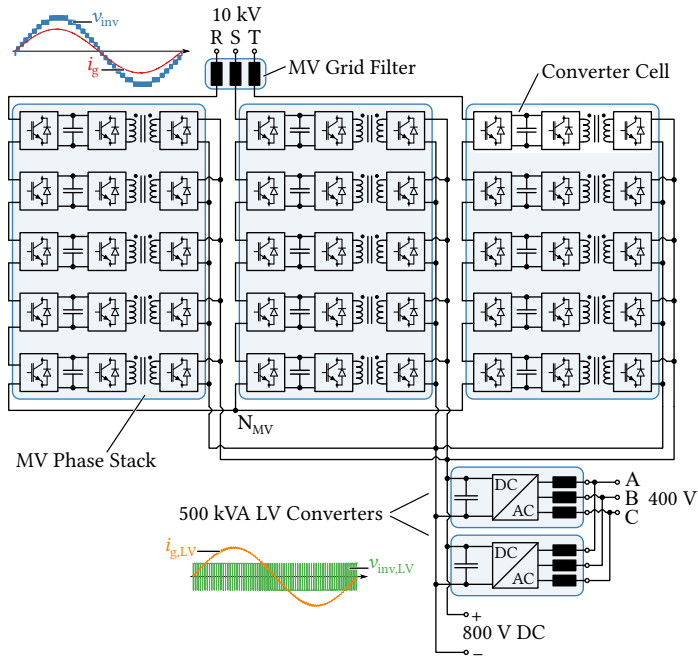 10 kV
v_inv
R S T
MV Grid Filter
Converter Cell
i_g
N_MV
MV Phase Stack
A
DC
B 400 V
500 kVA LV Converters
AC
C
i_g,LV
DC
v_inv,LV
AC
+
800 V DC
−